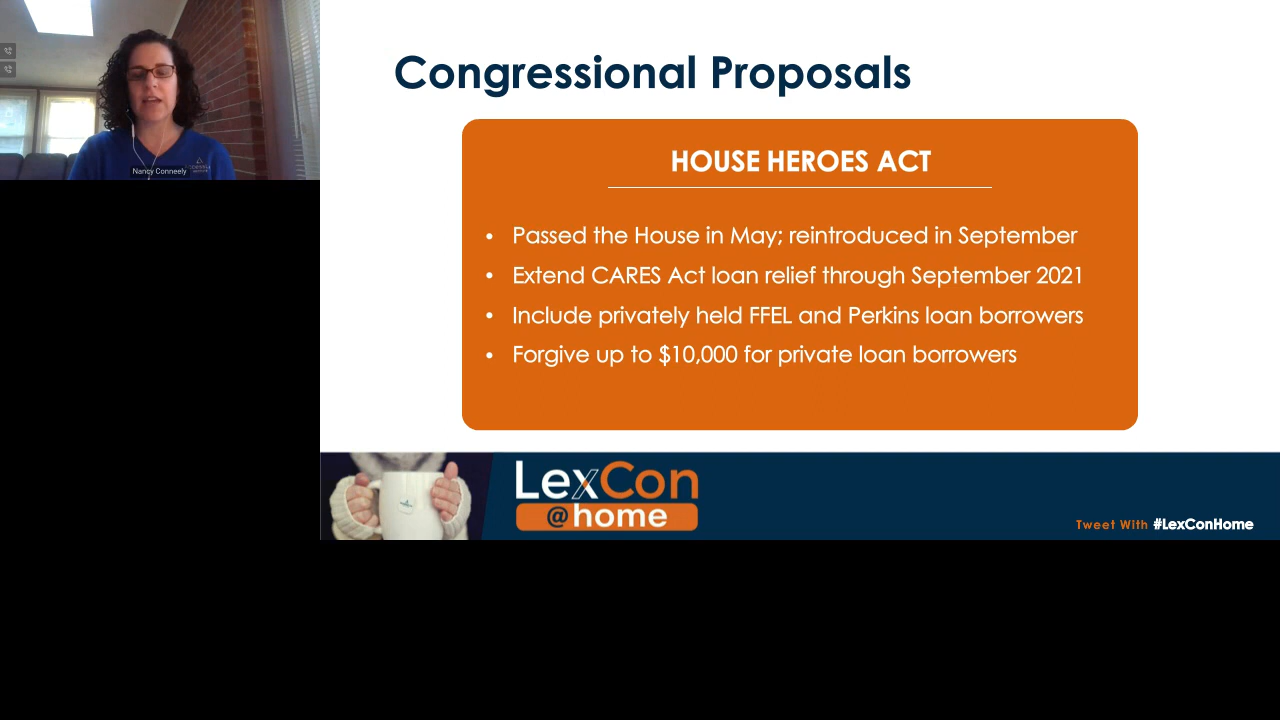 Nancy Conneely
Congressional Proposals
HOUSE HEROES ACT
• Passed the House in May; reintroduced in September
• Extend CARES Act loan relief through September 2021
• Include privately held FFEL and Perkins loan borrowers
• Forgive up to $10,000 for private loan borrowers
LexCon
@home
Tweet With #LexConHome